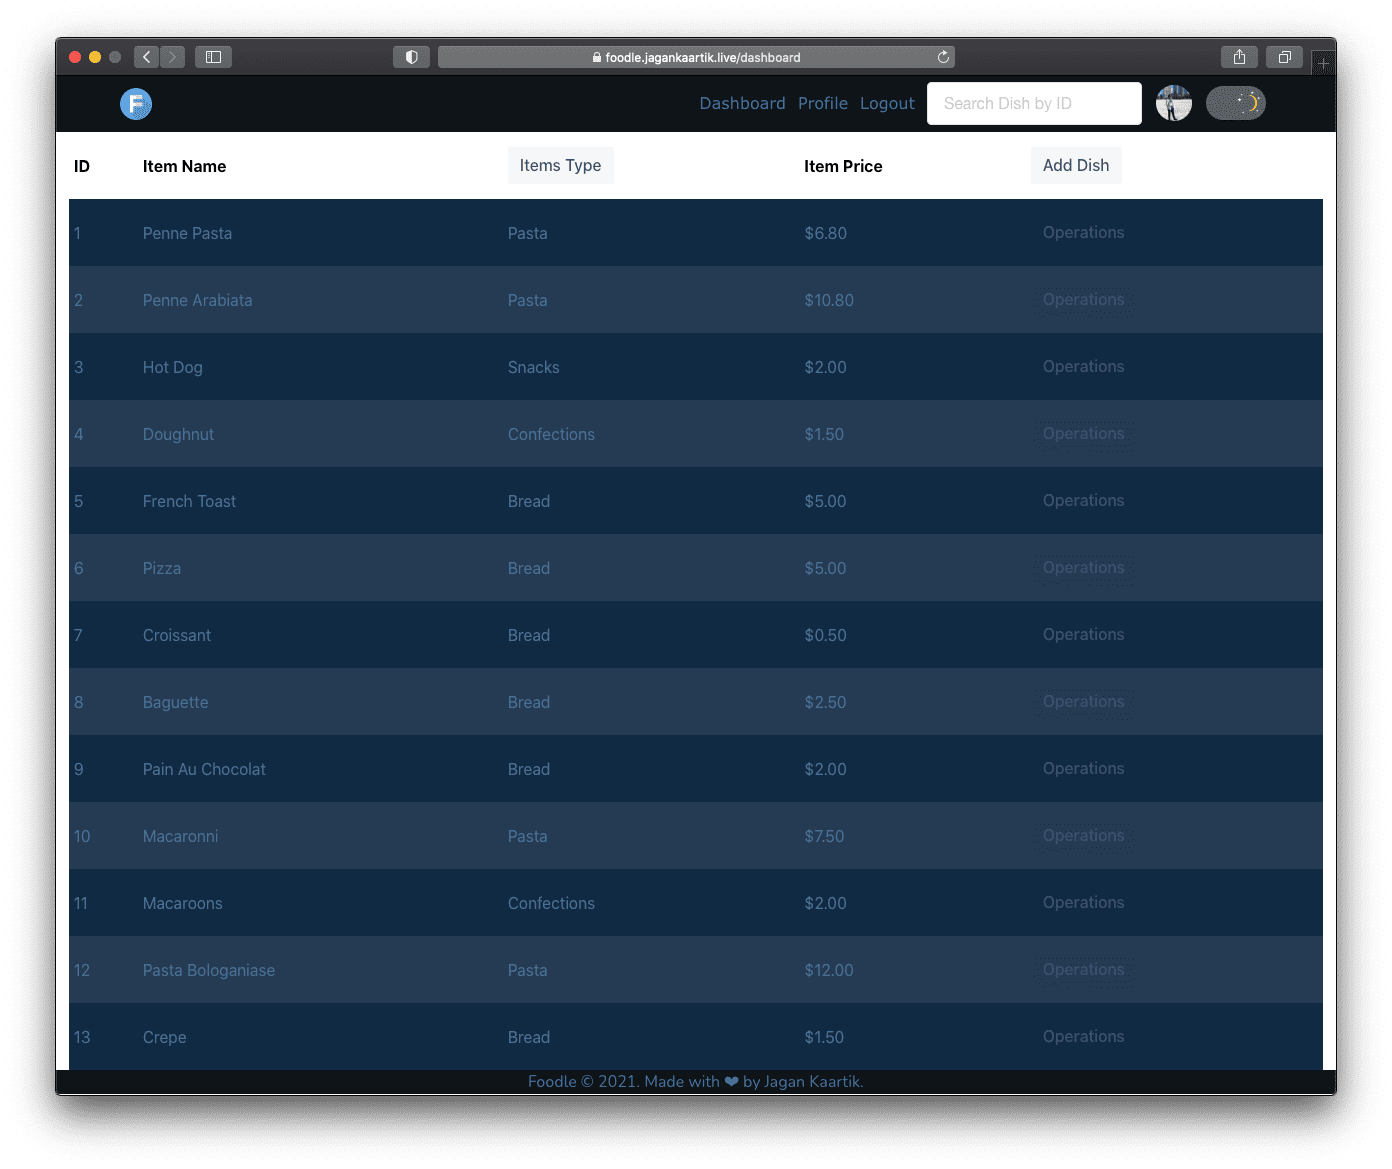 foodle.jagankaartik.live/dashboard
F Dashboard Profile Logout Search Dish by ID
ID Item Name Items Type Item Price Add Dish
1 Penne Pasta Pasta $6.80 Operations
2 Penne Arabiata Pasta $10.80 Operations
3 Hot Dog Snacks $2.00 Operations
4 Doughnut Confections $1.50 Operations
5 French Toast Bread $5.00 Operations
6 Pizza Bread $5.00 Operations
7 Croissant Bread $0.50 Operations
8 Baguette Bread $2.50 Operations
9 Pain Au Chocolat Bread $2.00 Operations
10 Macaronni Pasta $7.50 Operations
11 Macaroons Confections $2.00 Operations
12 Pasta Bologaniase Pasta $12.00 Operations
13 Crepe Bread $1.50 Operations
Foodle © 2021. Made with ❤ by Jagan Kaartik.